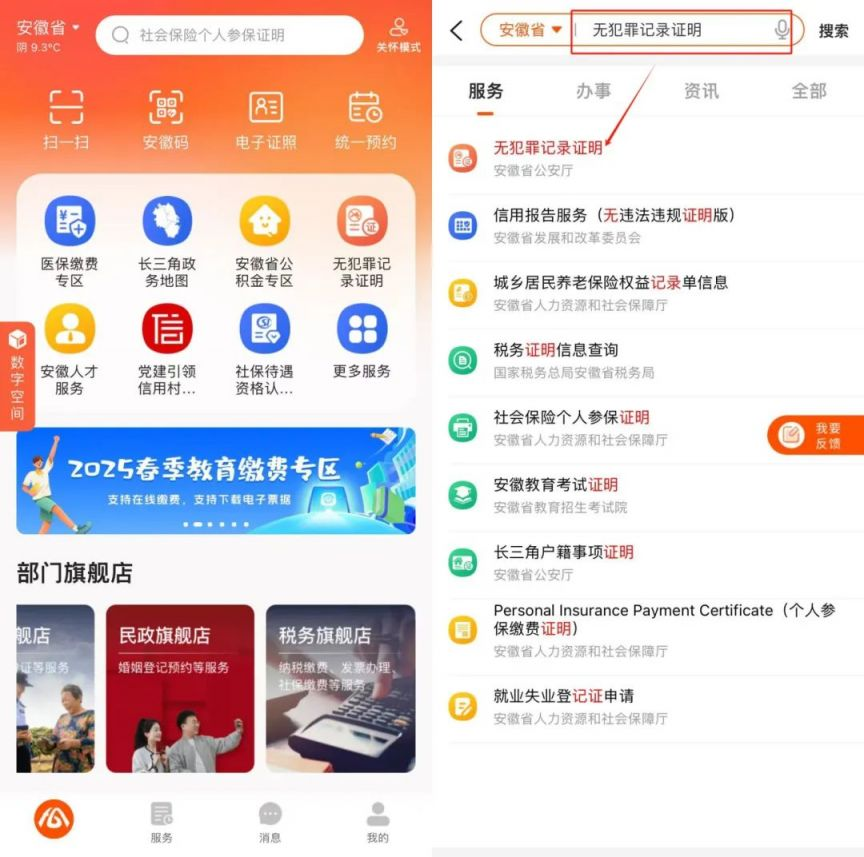 安徽省
阴 9.3°C
社会保险个人参保证明
关怀模式
扫一扫
安徽码
电子证照
统一预约
医保缴费
专区
长三角政
务地图
安徽省公
积金专区
无犯罪记
录证明
安徽人才
服务
党建引领
信用村...
社保待遇
资格认...
更多服务
数字空间
2025春季教育缴费专区
支持在线缴费，支持下载电子票据
部门旗舰店
舰店
证等服务
民政旗舰店
婚姻登记预约等服务
税务旗舰店
纳税缴费、发票办理、
社保缴费等服务
服务
消息
我的
安徽省
无犯罪记录证明
搜索
服务
办事
资讯
全部
无犯罪记录证明
安徽省公安厅
信用报告服务（无违法违规证明版）
安徽省发展和改革委员会
城乡居民养老保险权益记录单信息
安徽省人力资源和社会保障厅
税务证明信息查询
国家税务总局安徽省税务局
社会保险个人参保证明
安徽省人力资源和社会保障厅
我要
反馈
安徽教育考试证明
安徽省教育招生考试院
长三角户籍事项证明
安徽省公安厅
Personal Insurance Payment Certificate（个人参
保缴费证明）
安徽省人力资源和社会保障厅
就业失业登记证申请
安徽省人力资源和社会保障厅